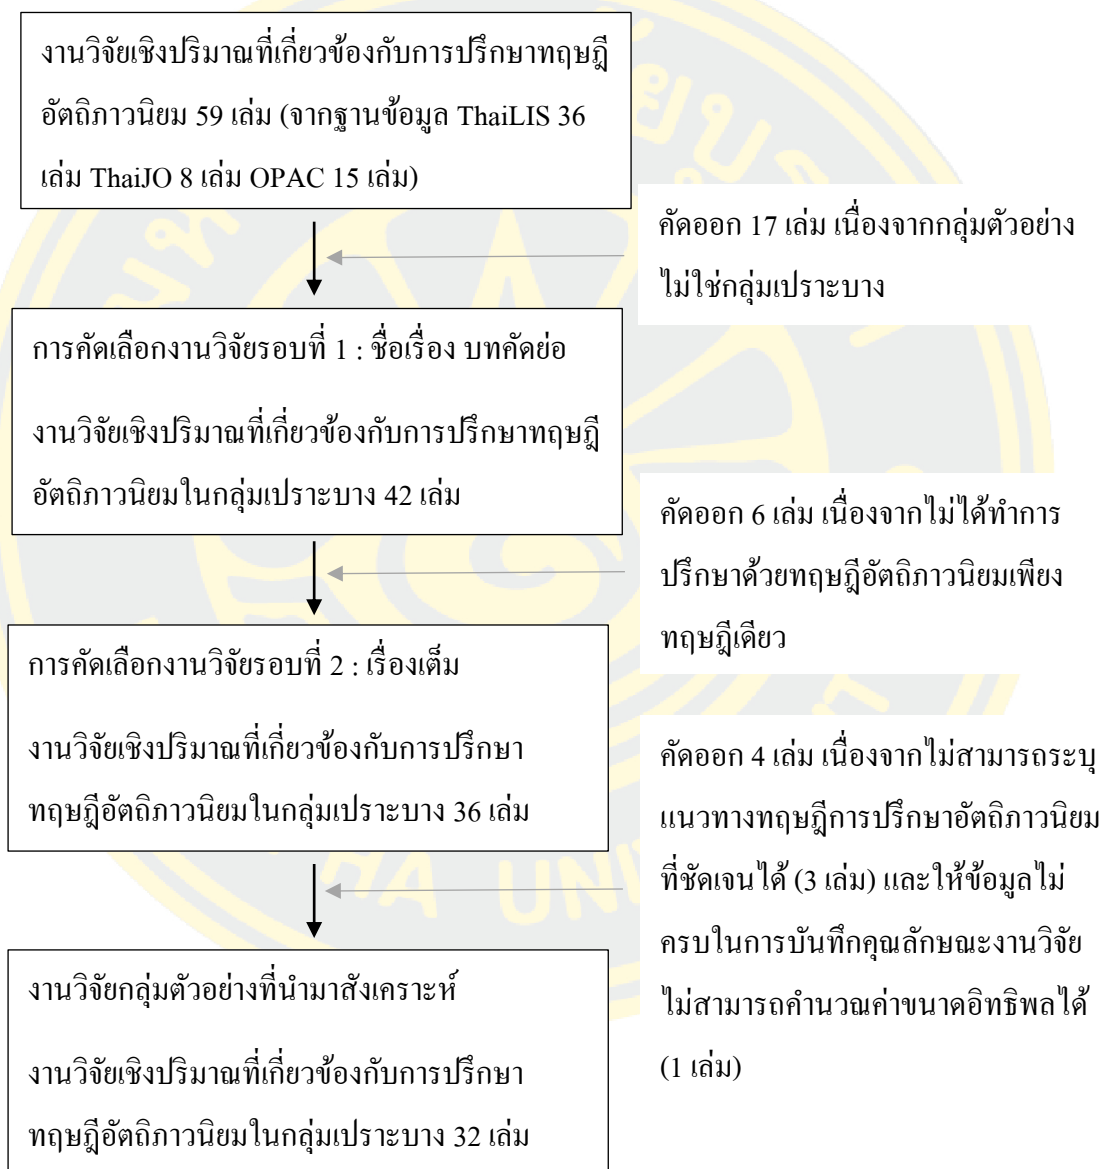 งานวิจัยเชิงปริมาณที่เกี่ยวข้องกับการปรึกษาทฤษฎี
อัตถิภาวนิยม 59 เล่ม (จากฐานข้อมูล ThaiLIS 36
เล่ม ThaiJO 8 เล่ม OPAC 15 เล่ม)
คัดออก 17 เล่ม เนื่องจากกลุ่มตัวอย่าง
ไม่ใช่กลุ่มเปราะบาง
การคัดเลือกงานวิจัยรอบที่ 1 : ชื่อเรื่อง บทคัดย่อ
งานวิจัยเชิงปริมาณที่เกี่ยวข้องกับการปรึกษาทฤษฎี
อัตถิภาวนิยมในกลุ่มเปราะบาง 42 เล่ม
คัดออก 6 เล่ม เนื่องจากไม่ได้ทำการ
ปรึกษาด้วยทฤษฎีอัตถิภาวนิยมเพียง
ทฤษฎีเดียว
การคัดเลือกงานวิจัยรอบที่ 2 : เรื่องเต็ม
งานวิจัยเชิงปริมาณที่เกี่ยวข้องกับการปรึกษา
ทฤษฎีอัตถิภาวนิยมในกลุ่มเปราะบาง 36 เล่ม
คัดออก 4 เล่ม เนื่องจากไม่สามารถระบุ
แนวทางทฤษฎีการปรึกษาอัตถิภาวนิยม
ที่ชัดเจนได้ (3 เล่ม) และให้ข้อมูลไม่
ครบในการบันทึกคุณลักษณะงานวิจัย
ไม่สามารถคำนวณค่าขนาดอิทธิพลได้
(1 เล่ม)
งานวิจัยกลุ่มตัวอย่างที่นำมาสังเคราะห์
งานวิจัยเชิงปริมาณที่เกี่ยวข้องกับการปรึกษา
ทฤษฎีอัตถิภาวนิยมในกลุ่มเปราะบาง 32 เล่ม